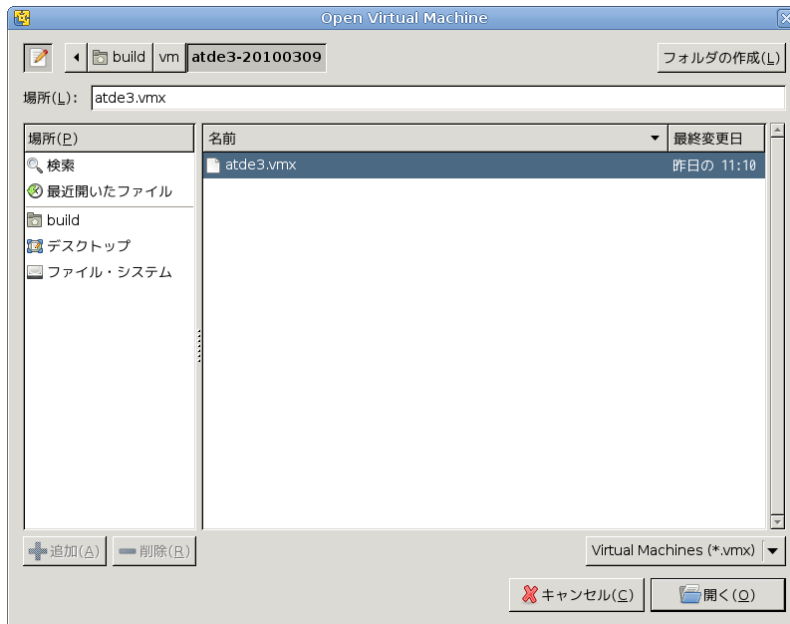 Open Virtual Machine
build vm atde3-20100309 フォルダの作成(L)
場所(L): atde3.vmx
場所(P) 名前 最終変更日
検索 atde3.vmx 昨日の 11:10
最近開いたファイル
build
デスクトップ
ファイル・システム
追加(A) 削除(R) Virtual Machines (*.vmx)
キャンセル(C) 開く(O)